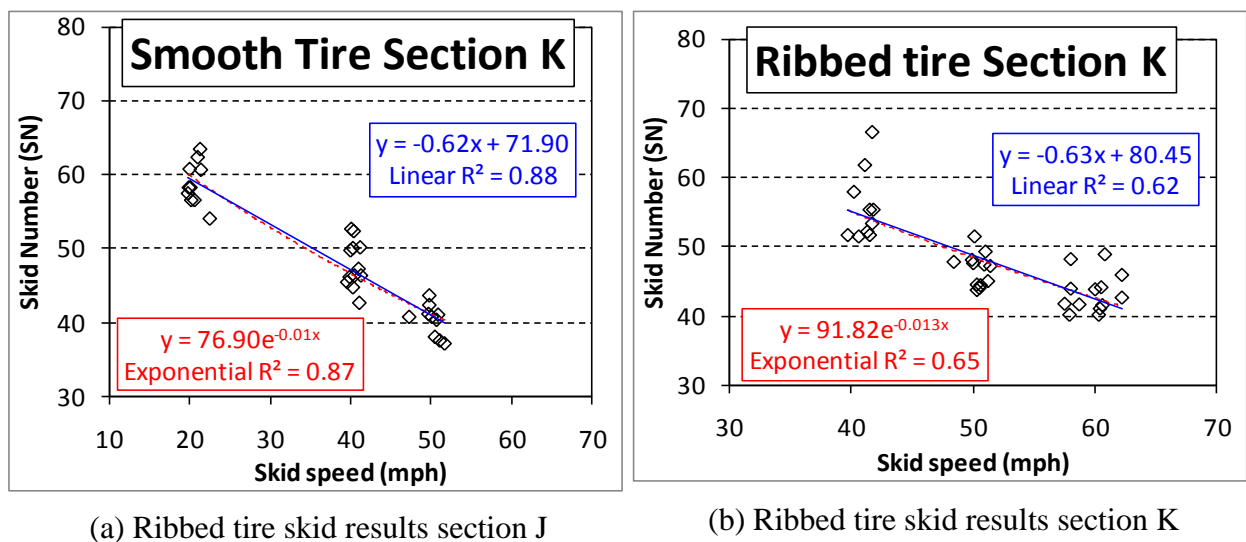 Smooth Tire Section K
80
70
60
50
40
30
Skid Number (SN)
y = -0.62x + 71.90
Linear R² = 0.88
y = 76.90e^-0.01x
Exponential R² = 0.87
10 20 30 40 50 60 70
Skid speed (mph)
(a) Ribbed tire skid results section J
Ribbed tire Section K
80
70
60
50
40
30
Skid Number (SN)
y = -0.63x + 80.45
Linear R² = 0.62
y = 91.82e^-0.013x
Exponential R² = 0.65
30 40 50 60 70
Skid speed (mph)
(b) Ribbed tire skid results section K